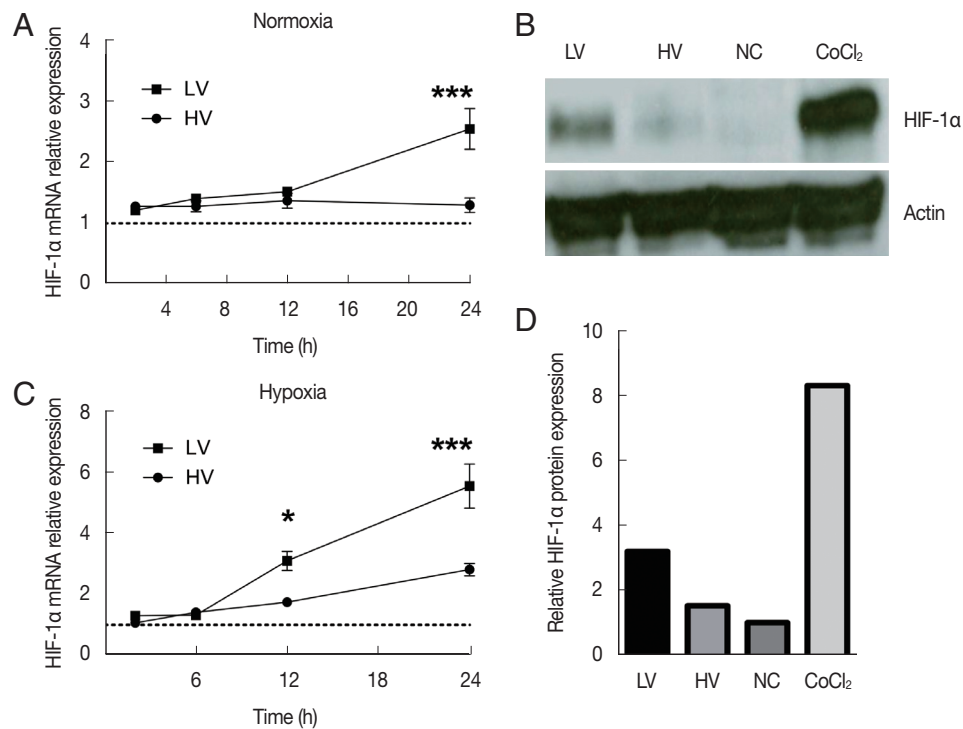 A
Normoxia
HIF-1α mRNA relative expression
4
3
2
1
0
LV
HV
***
4 8 12 16 20 24
Time (h)
B
LV HV NC CoCl₂
HIF-1α
Actin
C
Hypoxia
HIF-1α mRNA relative expression
8
6
4
2
0
LV
HV
*
***
6 12 18 24
Time (h)
D
Relative HIF-1α protein expression
10
8
6
4
2
0
LV HV NC CoCl₂